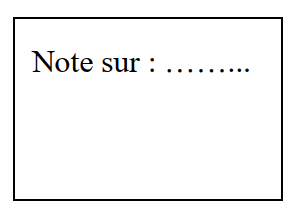 Note sur : ………...